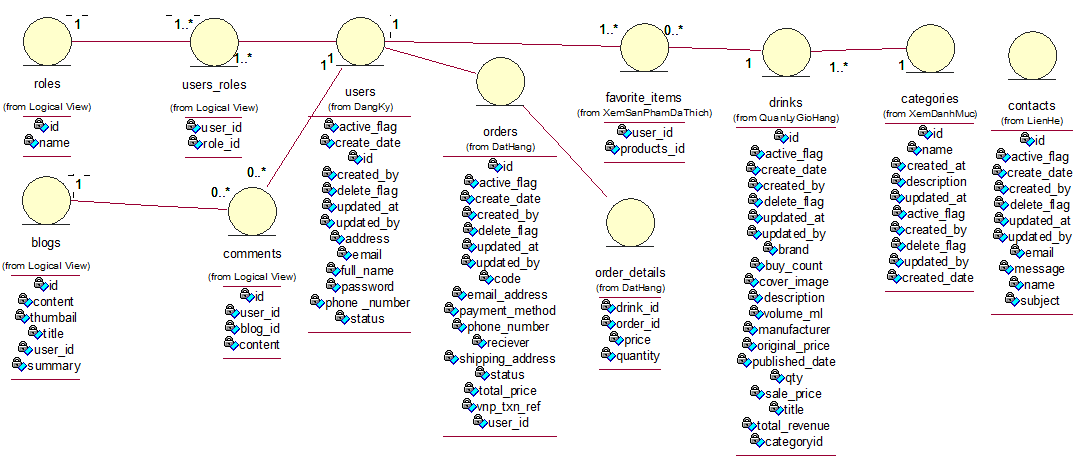 1
1..*
1..*
1
1
1
1..*
0..*
1
1..*
1
roles
(from Logical View)
id
name
users_roles
(from Logical View)
user_id
role_id
users
(from DangKy)
active_flag
create_date
id
created_by
delete_flag
updated_at
updated_by
address
email
full_name
password
phone _number
status
orders
(from DatHang)
id
active_flag
create_date
created_by
delete_flag
updated_at
updated_by
code
email_address
payment_method
phone_number
reciever
shipping_address
status
total_price
vnp_txn_ref
user_id
favorite_items
(from XemSanPhamDaThich)
user_id
products_id
drinks
(from QuanLyGioHang)
id
active_flag
create_date
created_by
delete_flag
updated_at
updated_by
brand
buy_count
cover_image
description
volume_ml
manufacturer
original_price
published_date
qty
sale_price
title
total_revenue
categoryid
categories
(from XemDanhMuc)
id
name
created_at
description
updated_at
active_flag
created_by
delete_flag
updated_by
created_date
contacts
(from LienHe)
id
active_flag
create_date
created_by
delete_flag
updated_at
updated_by
email
message
name
subject
1
0..*
0..*
blogs
(from Logical View)
id
content
thumbail
title
user_id
summary
comments
(from Logical View)
id
user_id
blog_id
content
order_details
(from DatHang)
drink_id
order_id
price
quantity